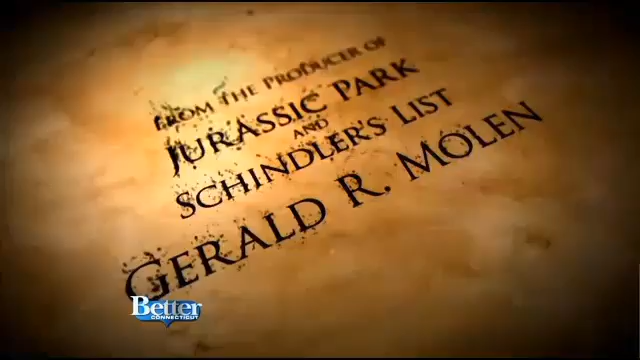 FROM THE PRODUCER OF
JURASSIC PARK
AND
SCHINDLER'S LIST
GERALD R. MOLEN
Better
CONNECTICUT